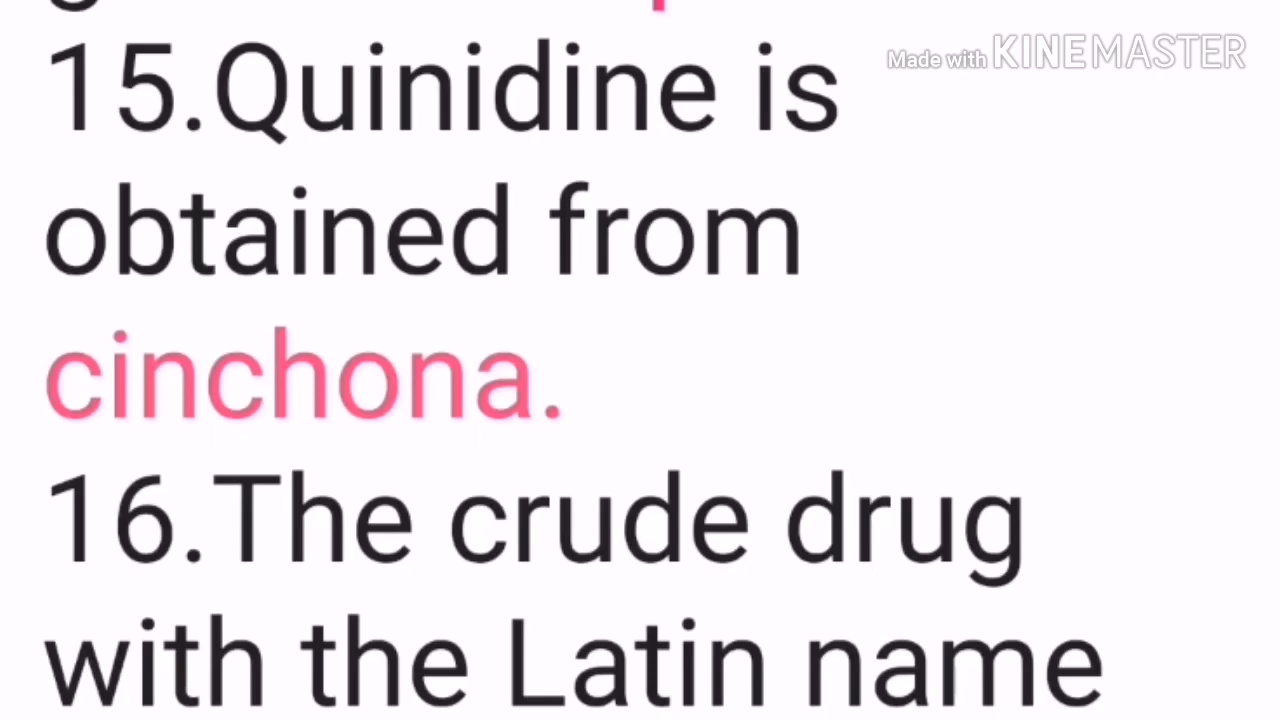 15.Quinidine is
Made with KINEMASTER
obtained from
cinchona.
16.The crude drug
with the Latin name